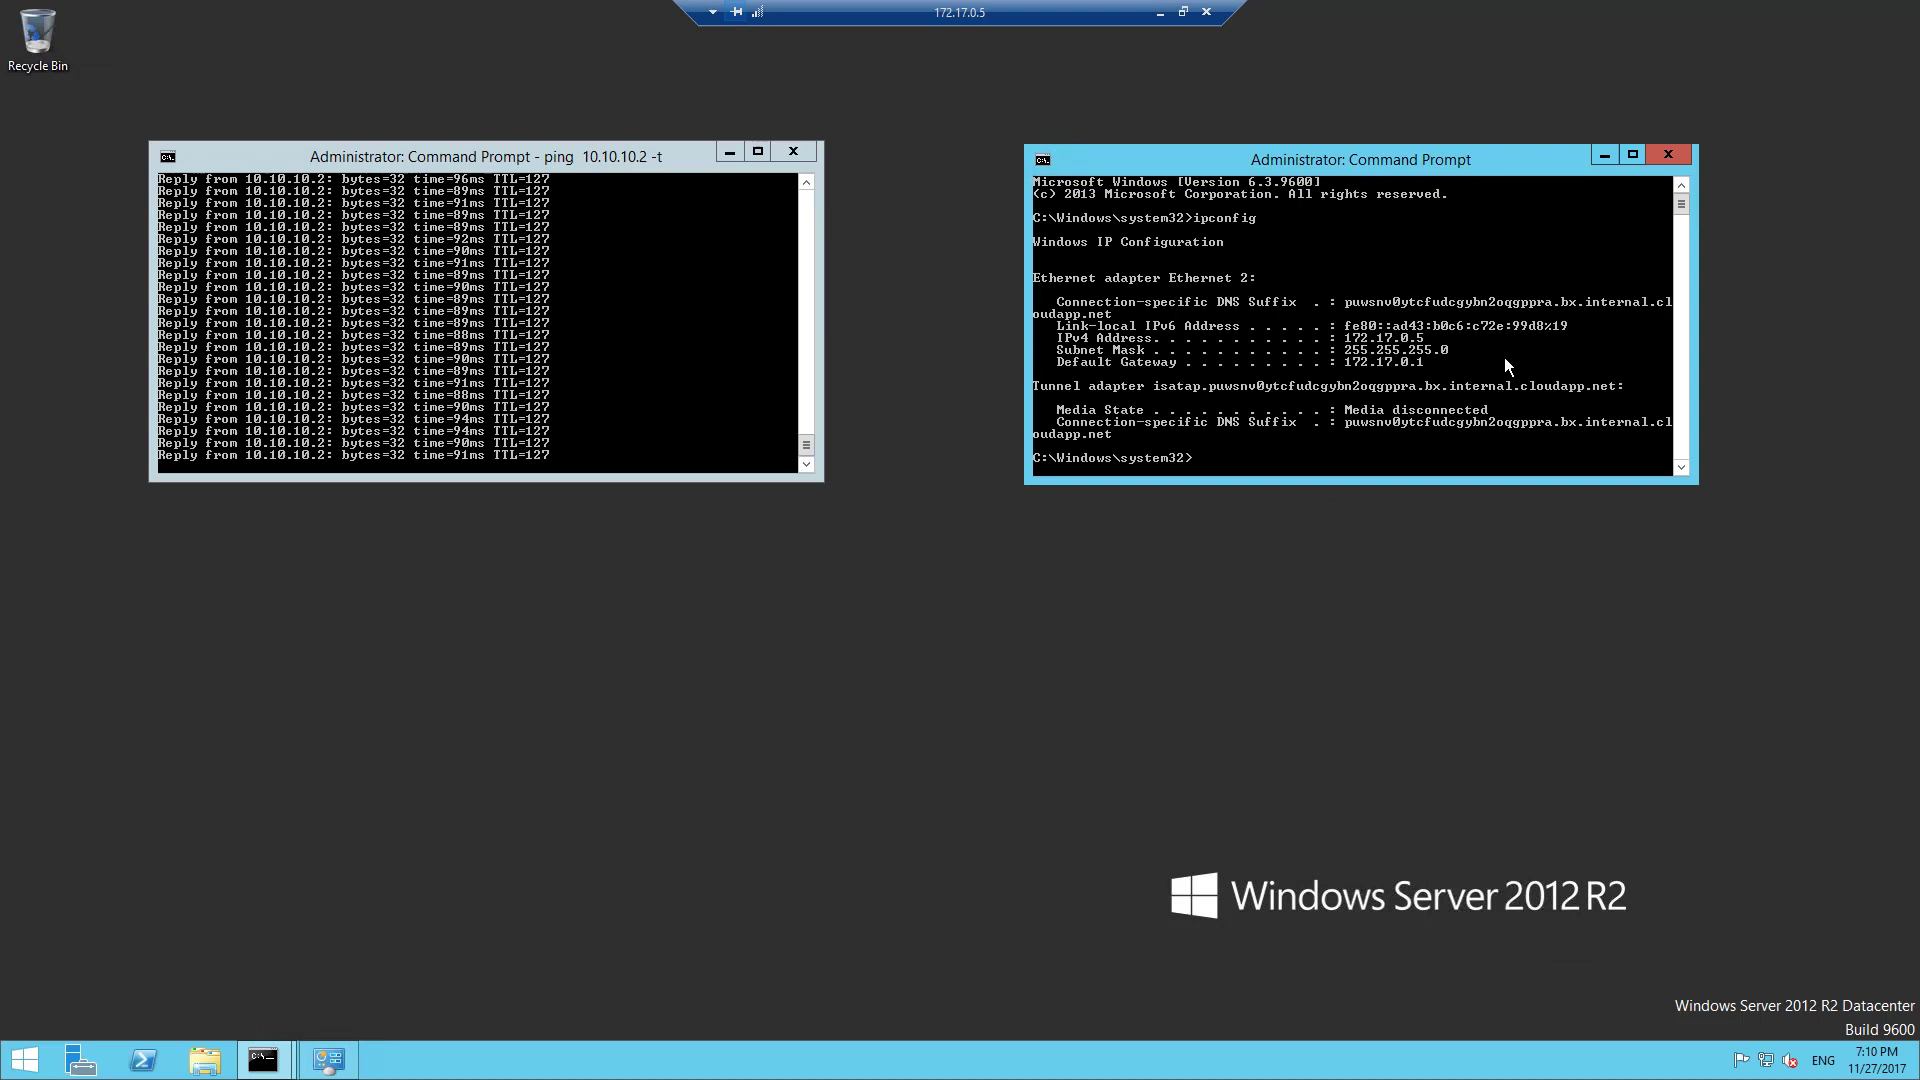 172.17.0.5
Recycle Bin
Administrator: Command Prompt - ping 10.10.10.2 -t
Reply from 10.10.10.2: bytes=32 time=96ms TTL=127
Reply from 10.10.10.2: bytes=32 time=89ms TTL=127
Reply from 10.10.10.2: bytes=32 time=91ms TTL=127
Reply from 10.10.10.2: bytes=32 time=89ms TTL=127
Reply from 10.10.10.2: bytes=32 time=89ms TTL=127
Reply from 10.10.10.2: bytes=32 time=92ms TTL=127
Reply from 10.10.10.2: bytes=32 time=90ms TTL=127
Reply from 10.10.10.2: bytes=32 time=91ms TTL=127
Reply from 10.10.10.2: bytes=32 time=89ms TTL=127
Reply from 10.10.10.2: bytes=32 time=90ms TTL=127
Reply from 10.10.10.2: bytes=32 time=89ms TTL=127
Reply from 10.10.10.2: bytes=32 time=89ms TTL=127
Reply from 10.10.10.2: bytes=32 time=89ms TTL=127
Reply from 10.10.10.2: bytes=32 time=88ms TTL=127
Reply from 10.10.10.2: bytes=32 time=89ms TTL=127
Reply from 10.10.10.2: bytes=32 time=90ms TTL=127
Reply from 10.10.10.2: bytes=32 time=89ms TTL=127
Reply from 10.10.10.2: bytes=32 time=91ms TTL=127
Reply from 10.10.10.2: bytes=32 time=88ms TTL=127
Reply from 10.10.10.2: bytes=32 time=90ms TTL=127
Reply from 10.10.10.2: bytes=32 time=94ms TTL=127
Reply from 10.10.10.2: bytes=32 time=94ms TTL=127
Reply from 10.10.10.2: bytes=32 time=90ms TTL=127
Reply from 10.10.10.2: bytes=32 time=91ms TTL=127
Administrator: Command Prompt
Microsoft Windows [Version 6.3.9600]
(c) 2013 Microsoft Corporation. All rights reserved.
C:\Windows\system32>ipconfig
Windows IP Configuration
Ethernet adapter Ethernet 2:
Connection-specific DNS Suffix . : puwsnv0ytcfudcgybn2oqgppra.bx.internal.cl
oudapp.net
Link-local IPv6 Address . . . . . : fe80::ad43:b0c6:c72e:99d8%19
IPv4 Address. . . . . . . . . . . : 172.17.0.5
Subnet Mask . . . . . . . . . . . : 255.255.255.0
Default Gateway . . . . . . . . . : 172.17.0.1
Tunnel adapter isatap.puwsnv0ytcfudcgybn2oqgppra.bx.internal.cloudapp.net:
Media State . . . . . . . . . . . : Media disconnected
Connection-specific DNS Suffix . : puwsnv0ytcfudcgybn2oqgppra.bx.internal.cl
oudapp.net
C:\Windows\system32>
Windows Server 2012 R2
Windows Server 2012 R2 Datacenter
Build 9600
ENG
7:10 PM
11/27/2017